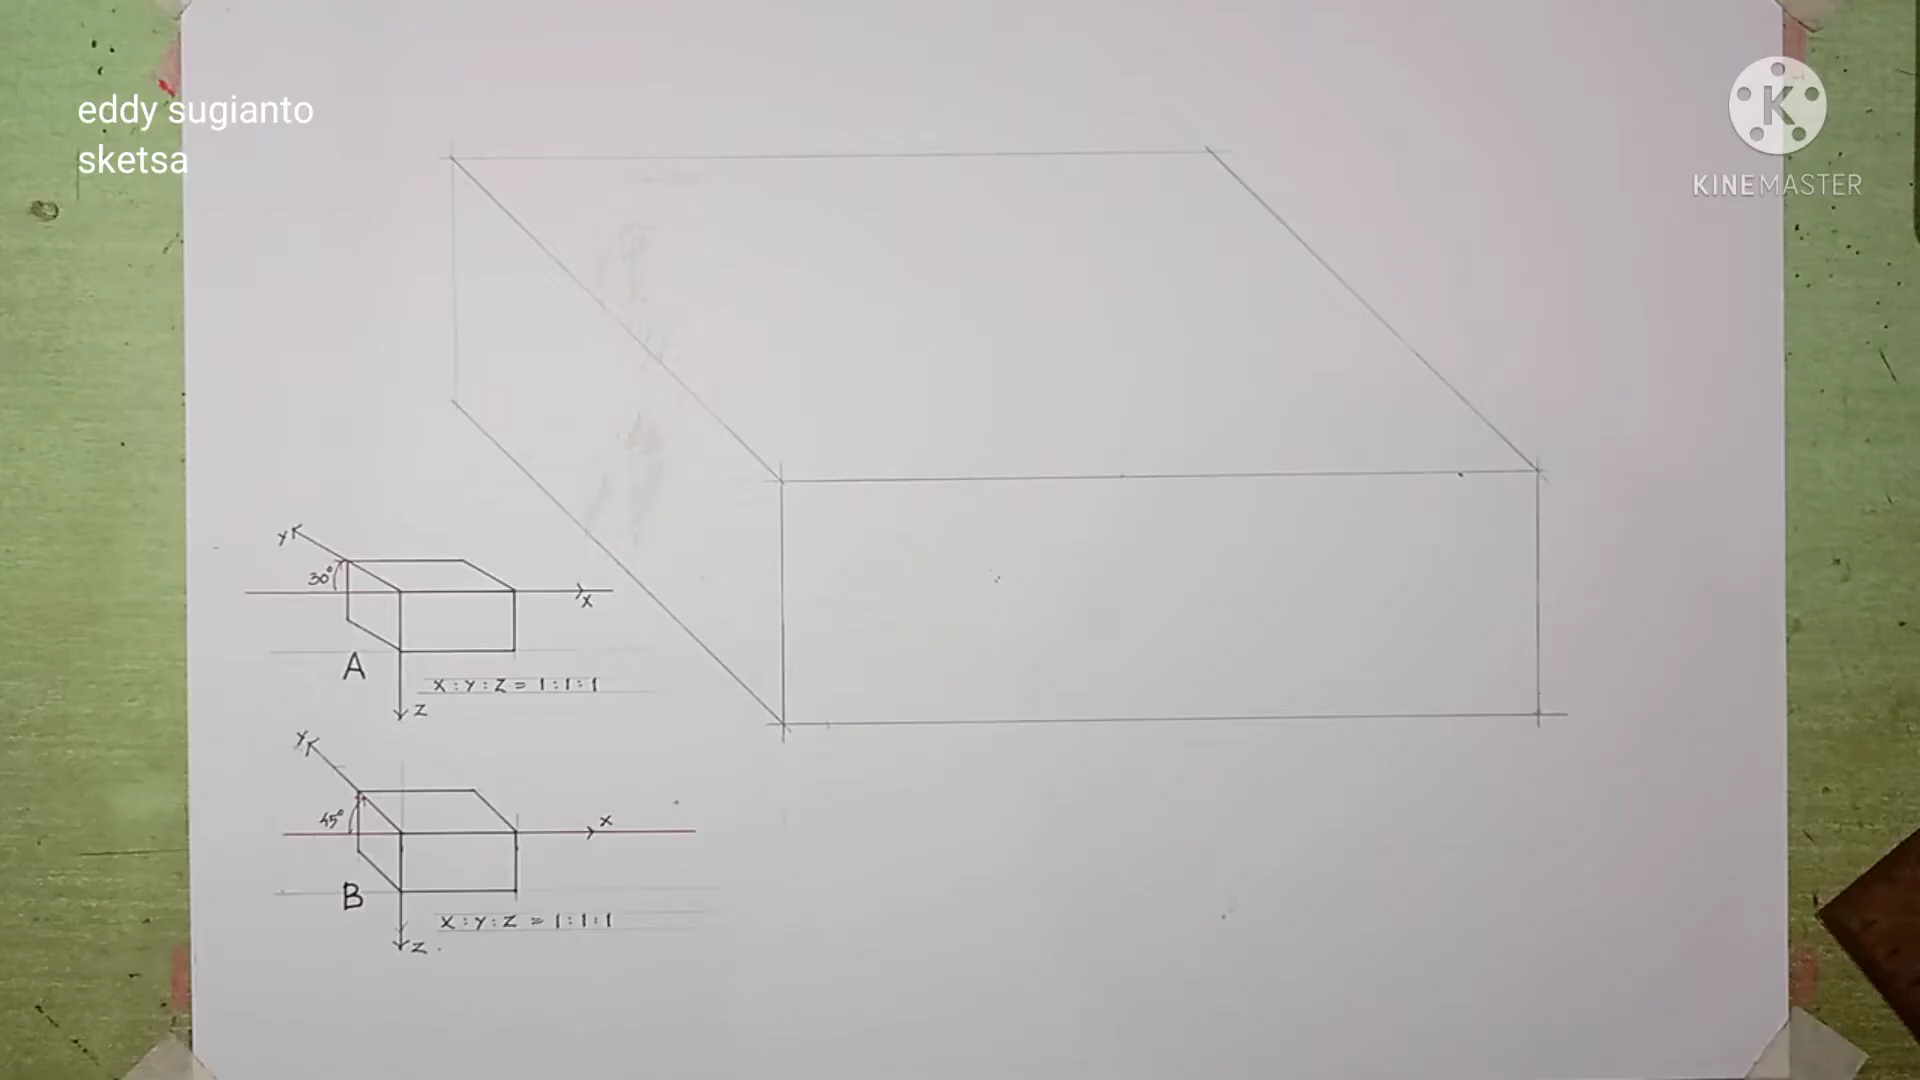 eddy sugianto
sketsa
K
KINEMASTER
Y
30°
X
A
X : Y : Z = 1 : 1 : 1
Z
Y
45°
X
B
X : Y : Z = 1 : 1 : 1
Z